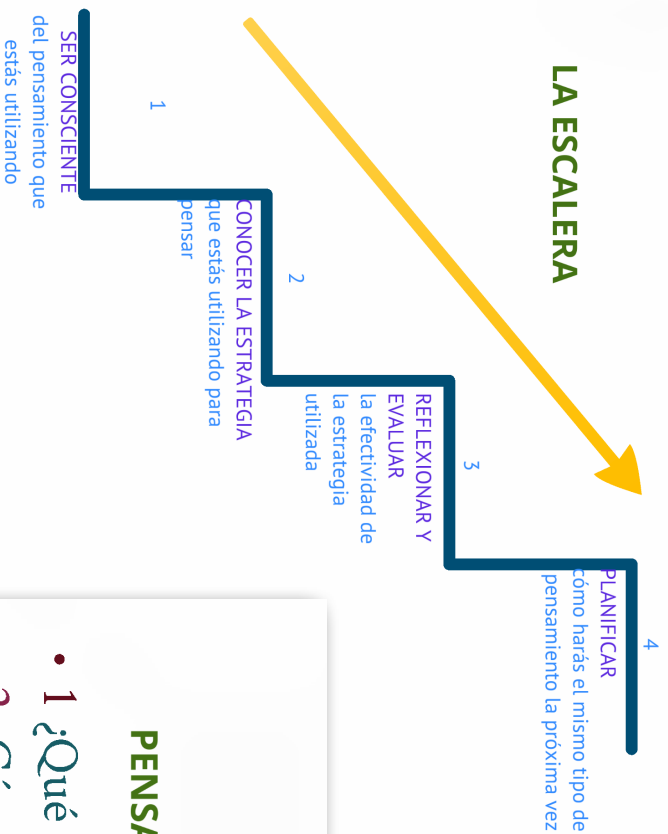 LA ESCALERA
1
SER CONSCIENTE
del pensamiento que
estás utilizando
2
CONOCER LA ESTRATEGIA
que estás utilizando para
pensar
3
REFLEXIONAR Y
EVALUAR
la efectividad de
la estrategia
utilizada
4
PLANIFICAR
cómo harás el mismo tipo de
pensamiento la próxima vez
PENSA
• 1 ¿Qué